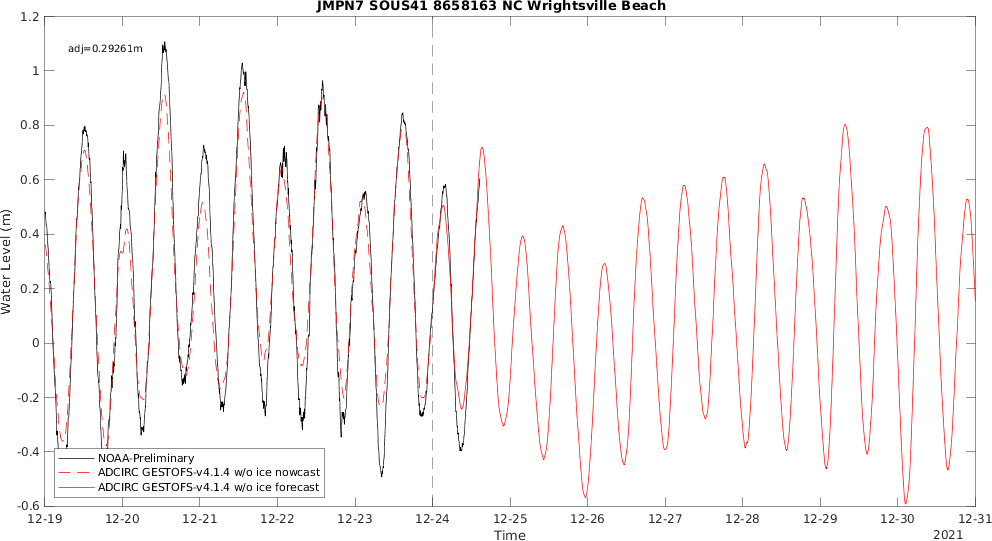 JMPN7 SOUS41 8658163 NC Wrightsville Beach
adj=0.29261m
Water Level (m)
1.2
1
0.8
0.6
0.4
0.2
0
-0.2
-0.4
-0.6
NOAA-Preliminary
ADCIRC GESTOFS-v4.1.4 w/o ice nowcast
ADCIRC GESTOFS-v4.1.4 w/o ice forecast
12-19 12-20 12-21 12-22 12-23 12-24 12-25 12-26 12-27 12-28 12-29 12-30 12-31
Time
2021